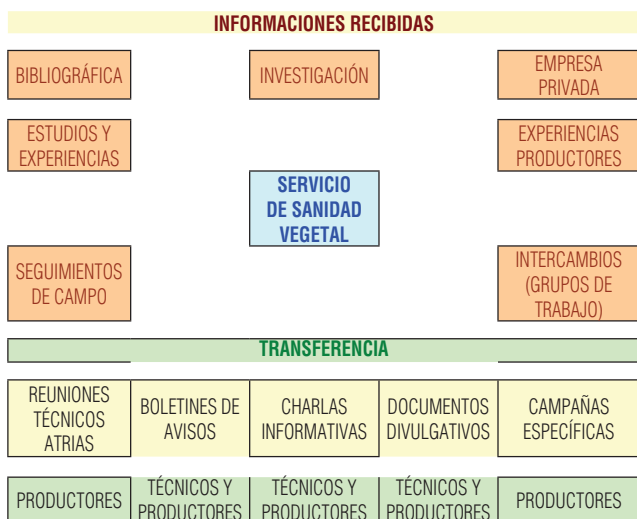 INFORMACIONES RECIBIDAS
BIBLIOGRÁFICA
INVESTIGACIÓN
EMPRESA
PRIVADA
ESTUDIOS Y
EXPERIENCIAS
EXPERIENCIAS
PRODUCTORES
SERVICIO
DE SANIDAD
VEGETAL
SEGUIMIENTOS
DE CAMPO
INTERCAMBIOS
(GRUPOS DE
TRABAJO)
TRANSFERENCIA
REUNIONES
TÉCNICOS
ATRIAS
BOLETINES DE
AVISOS
CHARLAS
INFORMATIVAS
DOCUMENTOS
DIVULGATIVOS
CAMPAÑAS
ESPECÍFICAS
PRODUCTORES
TÉCNICOS Y
PRODUCTORES
TÉCNICOS Y
PRODUCTORES
TÉCNICOS Y
PRODUCTORES
PRODUCTORES